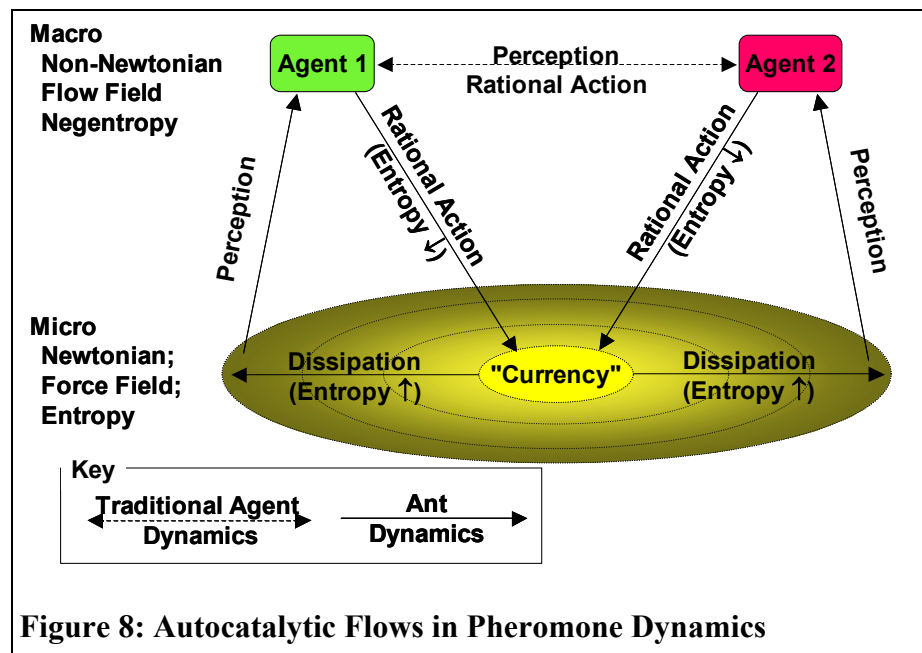 Macro
Non-Newtonian
Flow Field
Negentropy
Agent 1
Perception
Rational Action
Agent 2
Perception
Rational Action
(Entropy ↓)
Rational Action
(Entropy ↓)
Perception
Micro
Newtonian;
Force Field;
Entropy
Dissipation
(Entropy ↑)
"Currency"
Dissipation
(Entropy ↑)
Key
Traditional Agent
Dynamics
Ant
Dynamics
Figure 8: Autocatalytic Flows in Pheromone Dynamics